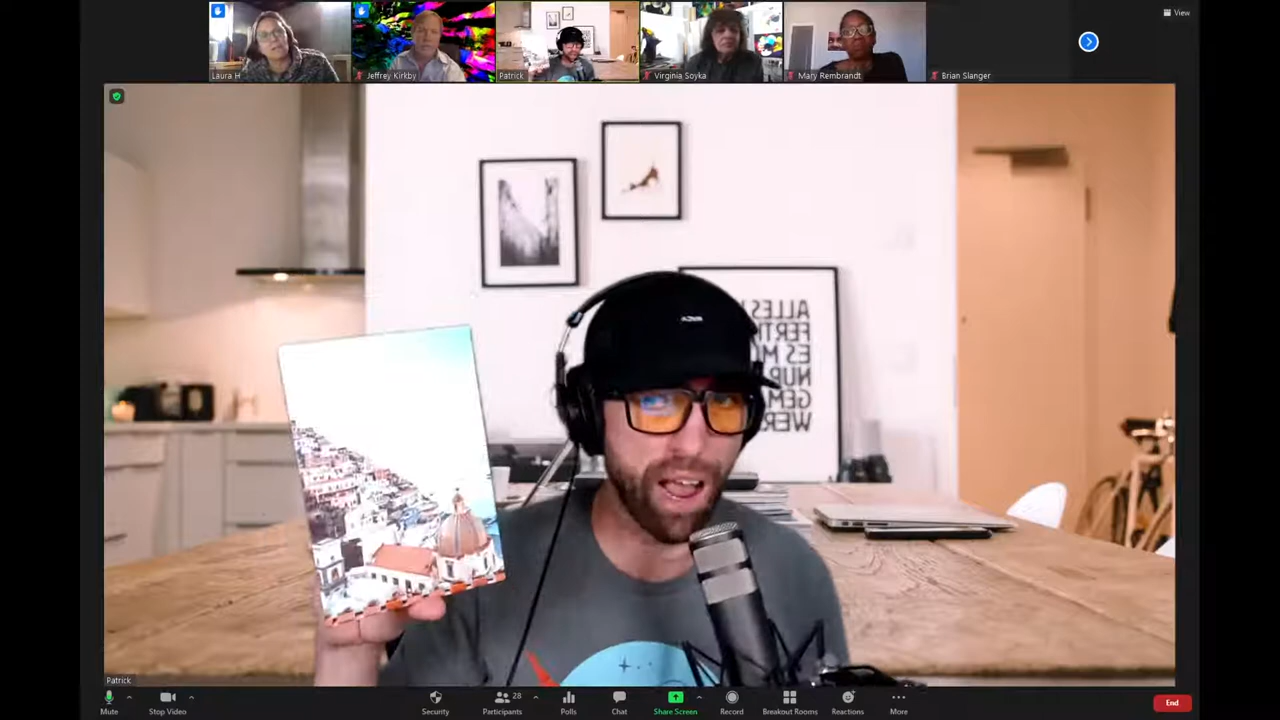 View
Laura H
Jeffrey Kirkby
Patrick
Virginia Soyka
Mary Rembrandt
Brian Slanger
ALLES
FERTI
ES MO
NUR
GEM
WER
Patrick
Mute
Stop Video
Security
Participants
28
Polls
Chat
Share Screen
Record
Breakout Rooms
Reactions
More
End